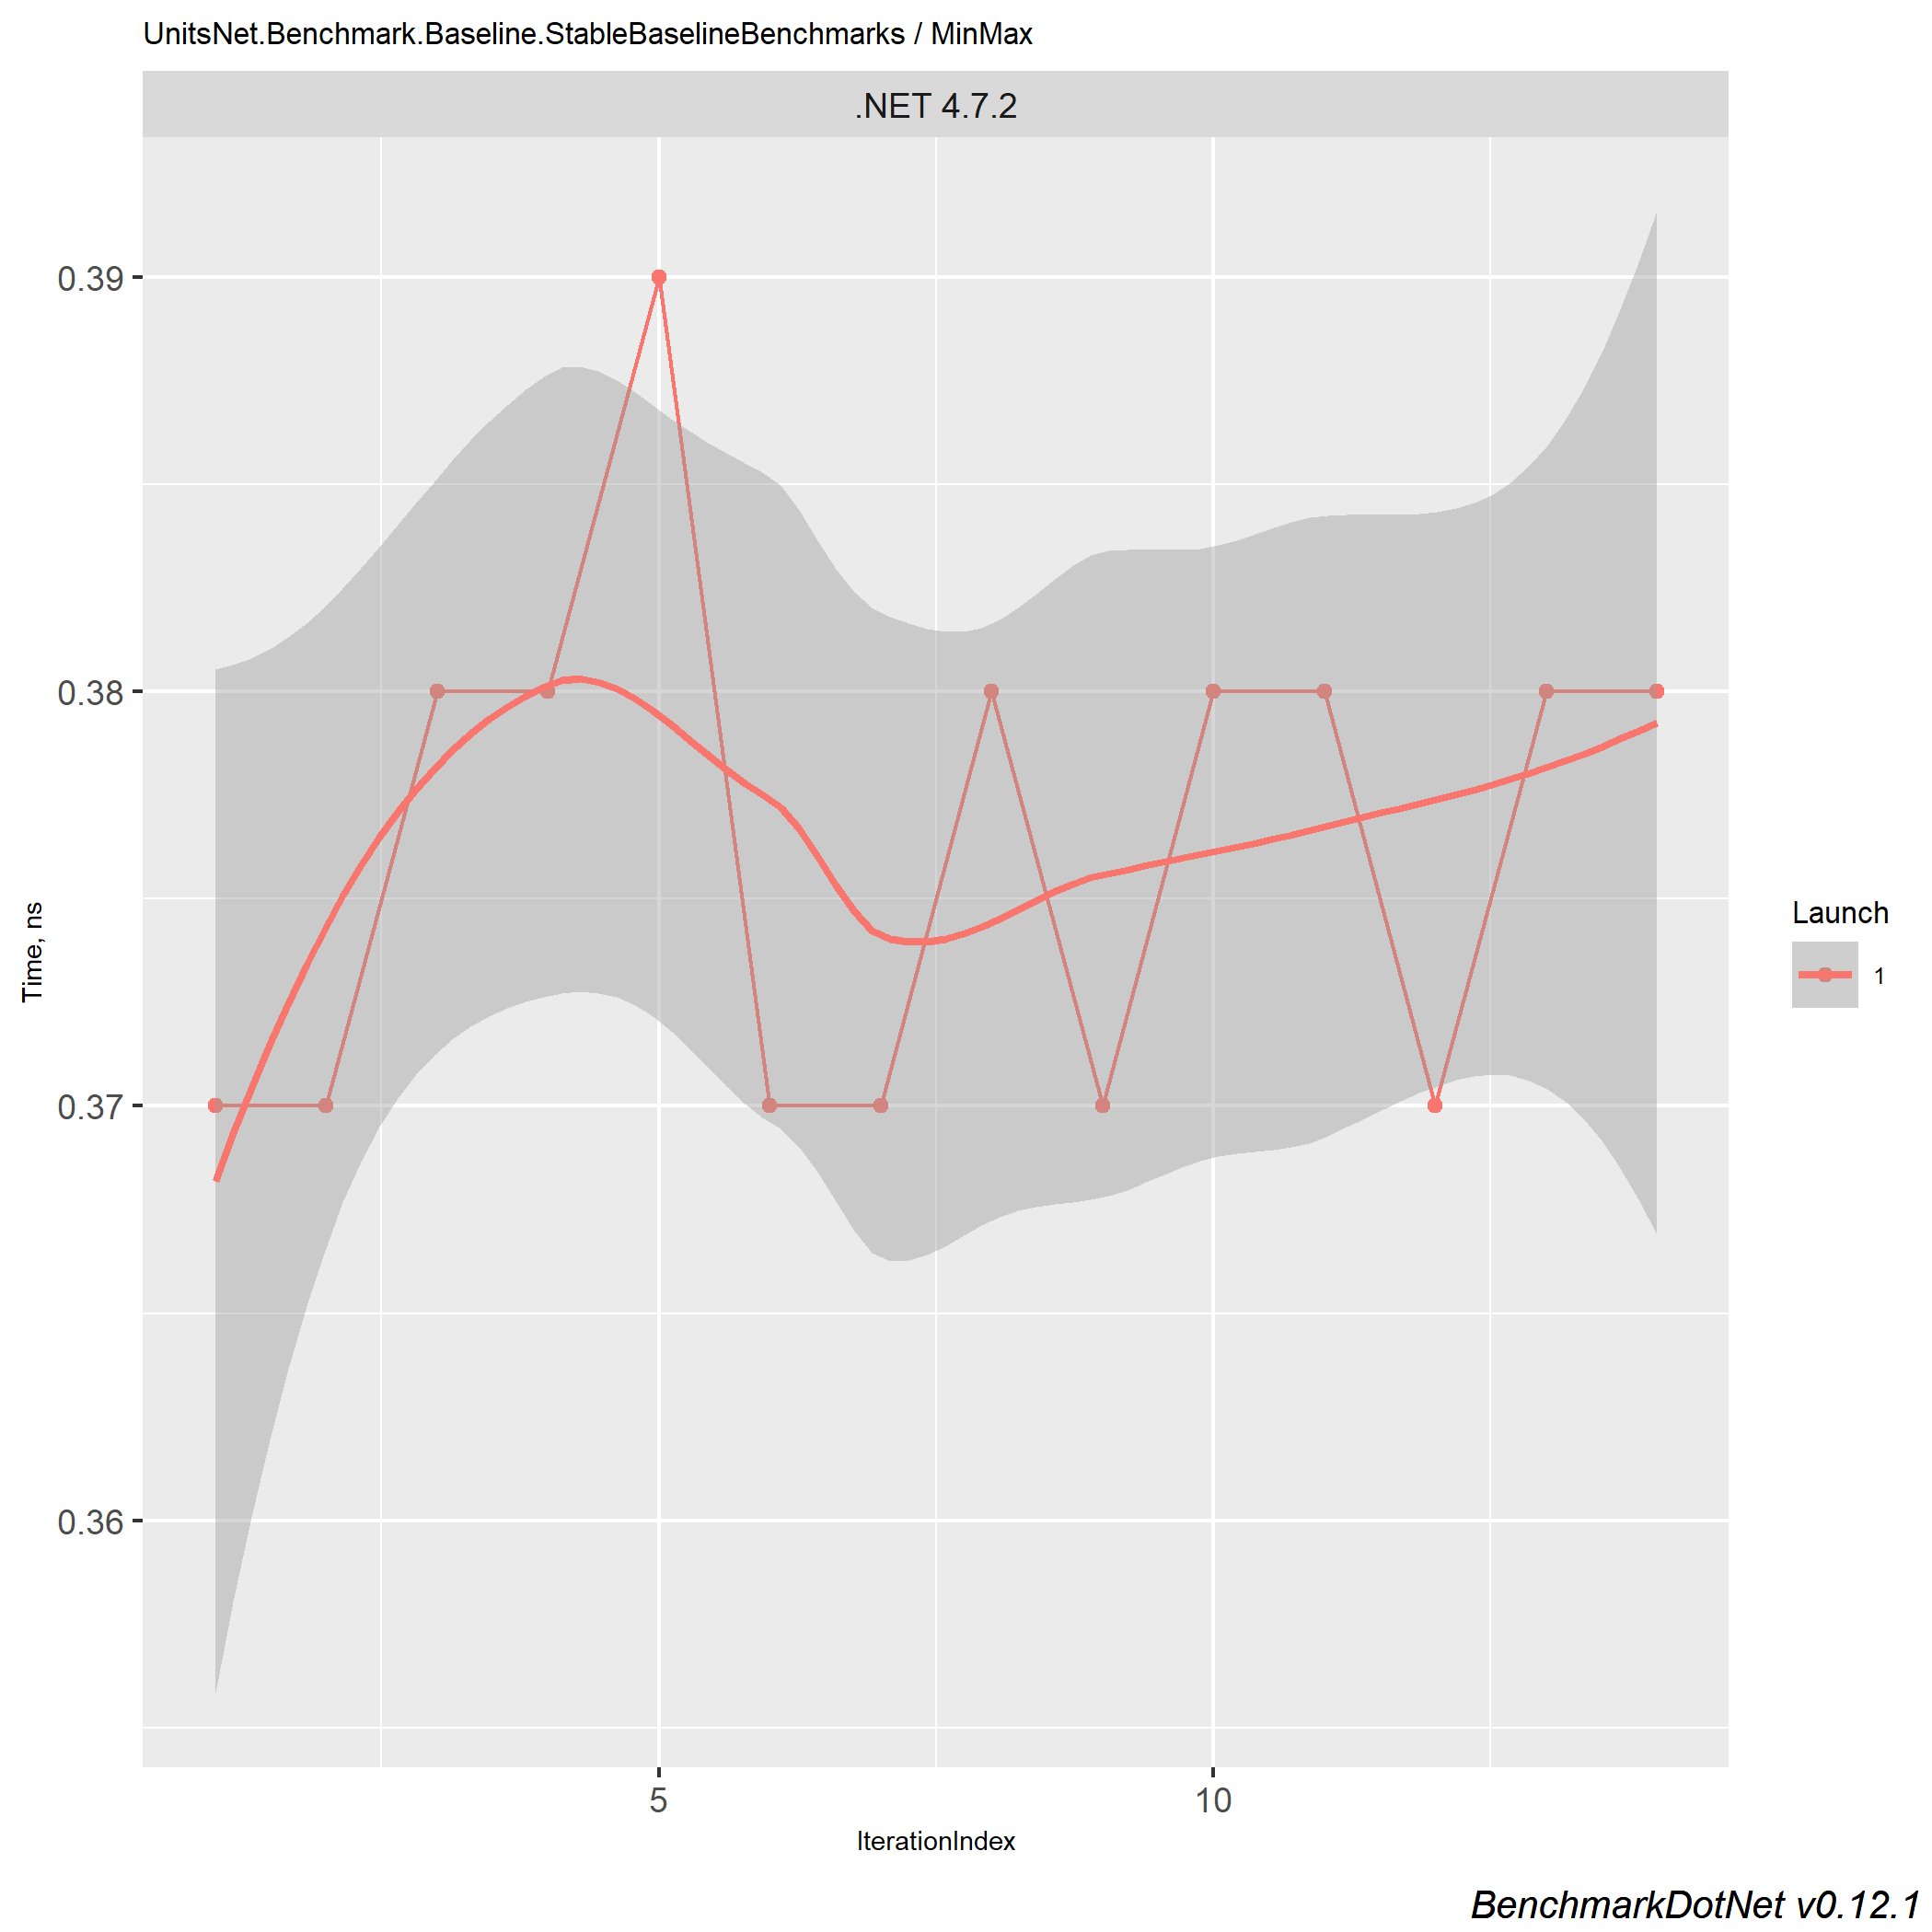 UnitsNet.Benchmark.Baseline.StableBaselineBenchmarks / MinMax
.NET 4.7.2
0.39
0.38
0.37
0.36
Time, ns
5
10
IterationIndex
Launch
1
BenchmarkDotNet v0.12.1